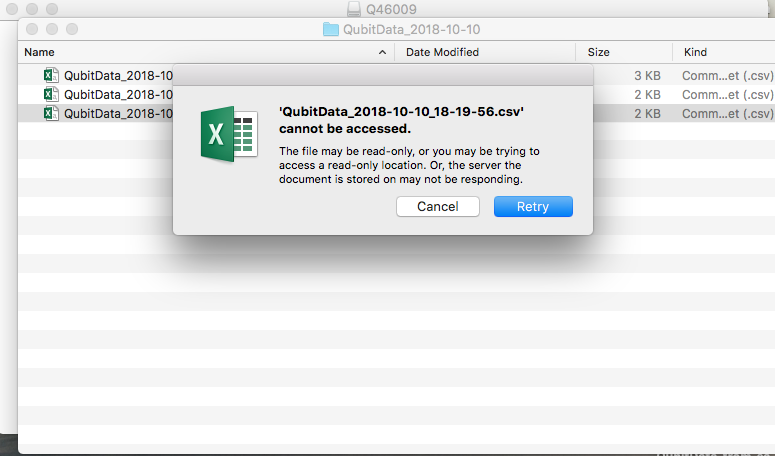 Q46009
QubitData_2018-10-10
Name Date Modified Size Kind
QubitData_2018-10 3 KB Comm...et (.csv)
QubitData_2018-10 2 KB Comm...et (.csv)
QubitData_2018-10 2 KB Comm...et (.csv)
'QubitData_2018-10-10_18-19-56.csv'
cannot be accessed.
The file may be read-only, or you may be trying to
access a read-only location. Or, the server the
document is stored on may not be responding.
Cancel Retry